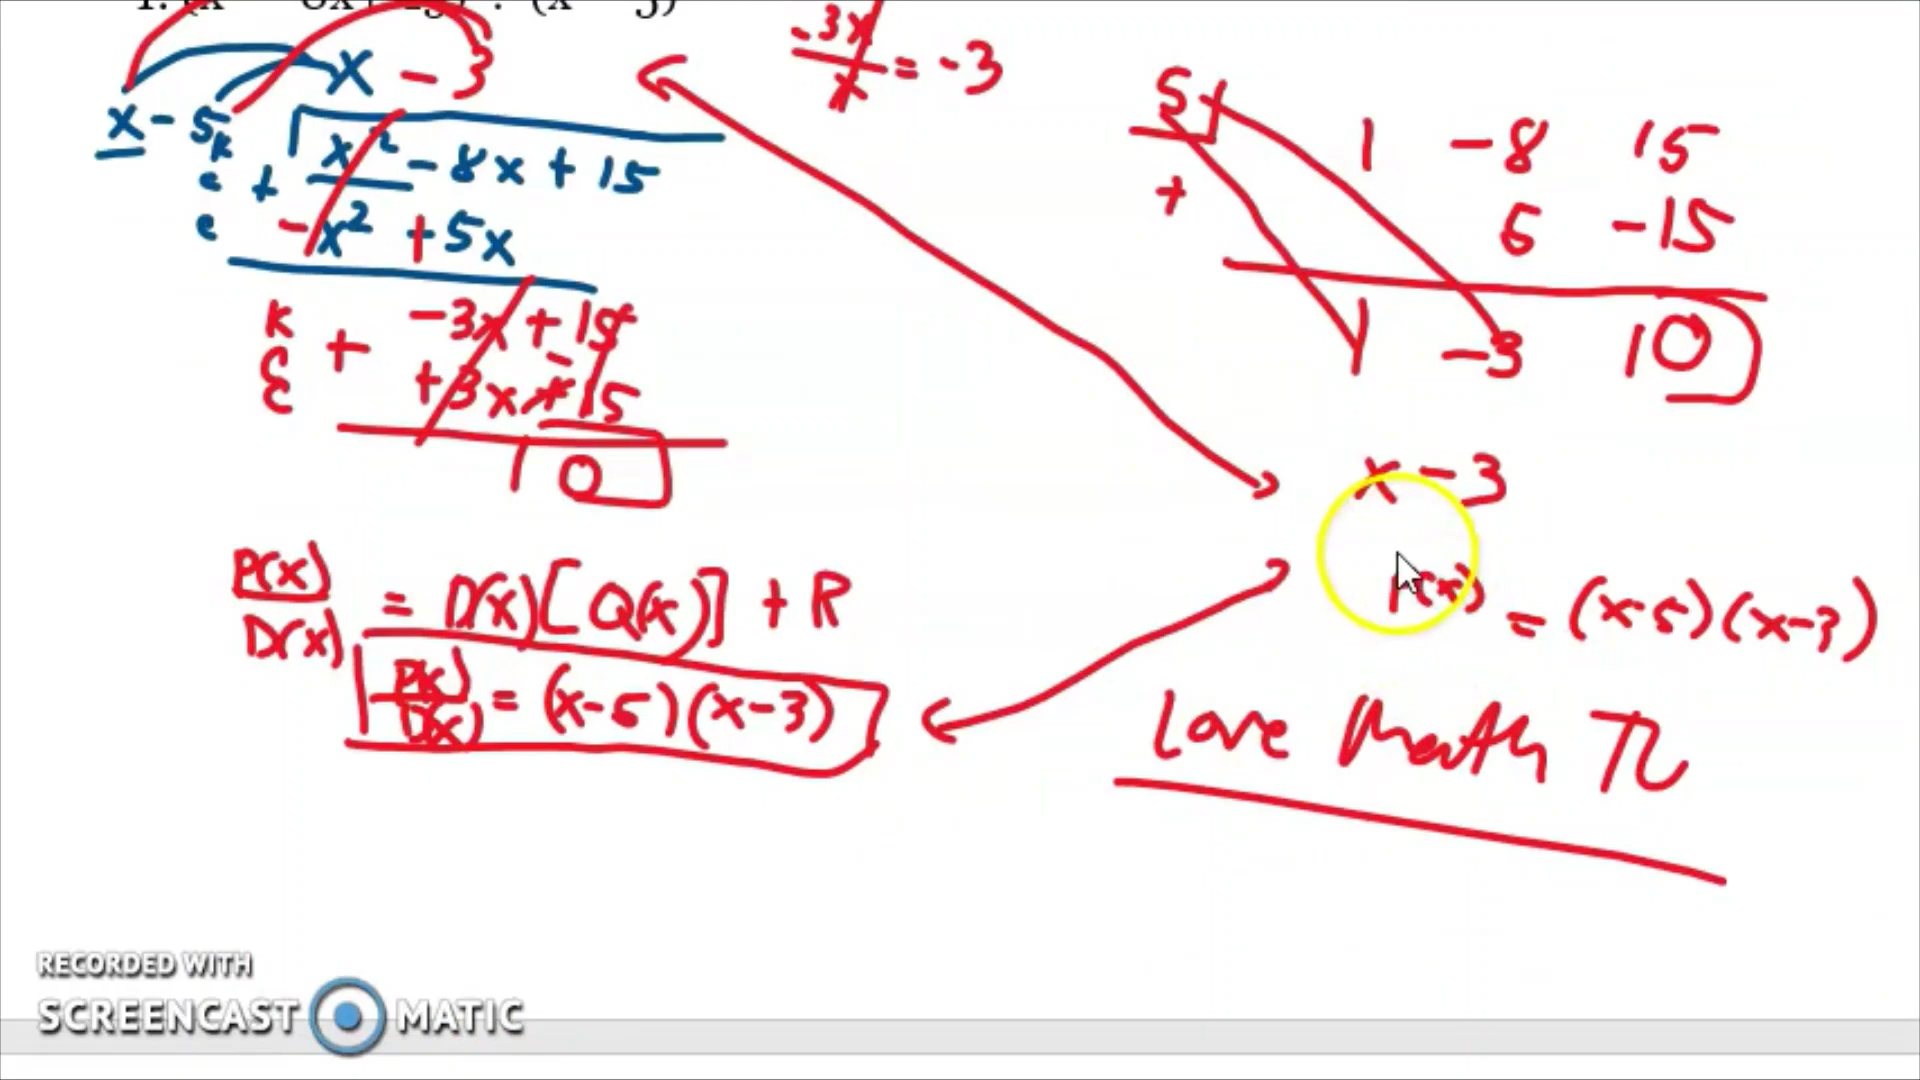 x - 3
x - 5
x² - 8x + 15
K
c
c
+
- x² + 5x
-3x + 15
K
C
C
+
+ 3x - 15
0
P(x)/D(x) = D(x)[Q(x)] + R
P(x)/D(x) = (x-5)(x-3)
-3x/x = -3
5
1 -8 15
+
5 -15
1 -3 0
x - 3
P(x) = (x-5)(x-3)
Love Math π
RECORDED WITH
SCREENCAST MATIC